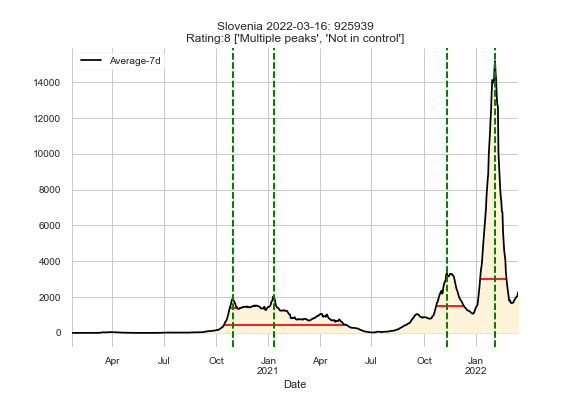 Slovenia 2022-03-16: 925939
Rating:8 ['Multiple peaks', 'Not in control']
Average-7d
14000
12000
10000
8000
6000
4000
2000
0
Apr Jul Oct Jan Apr Jul Oct Jan
2021 2022
Date